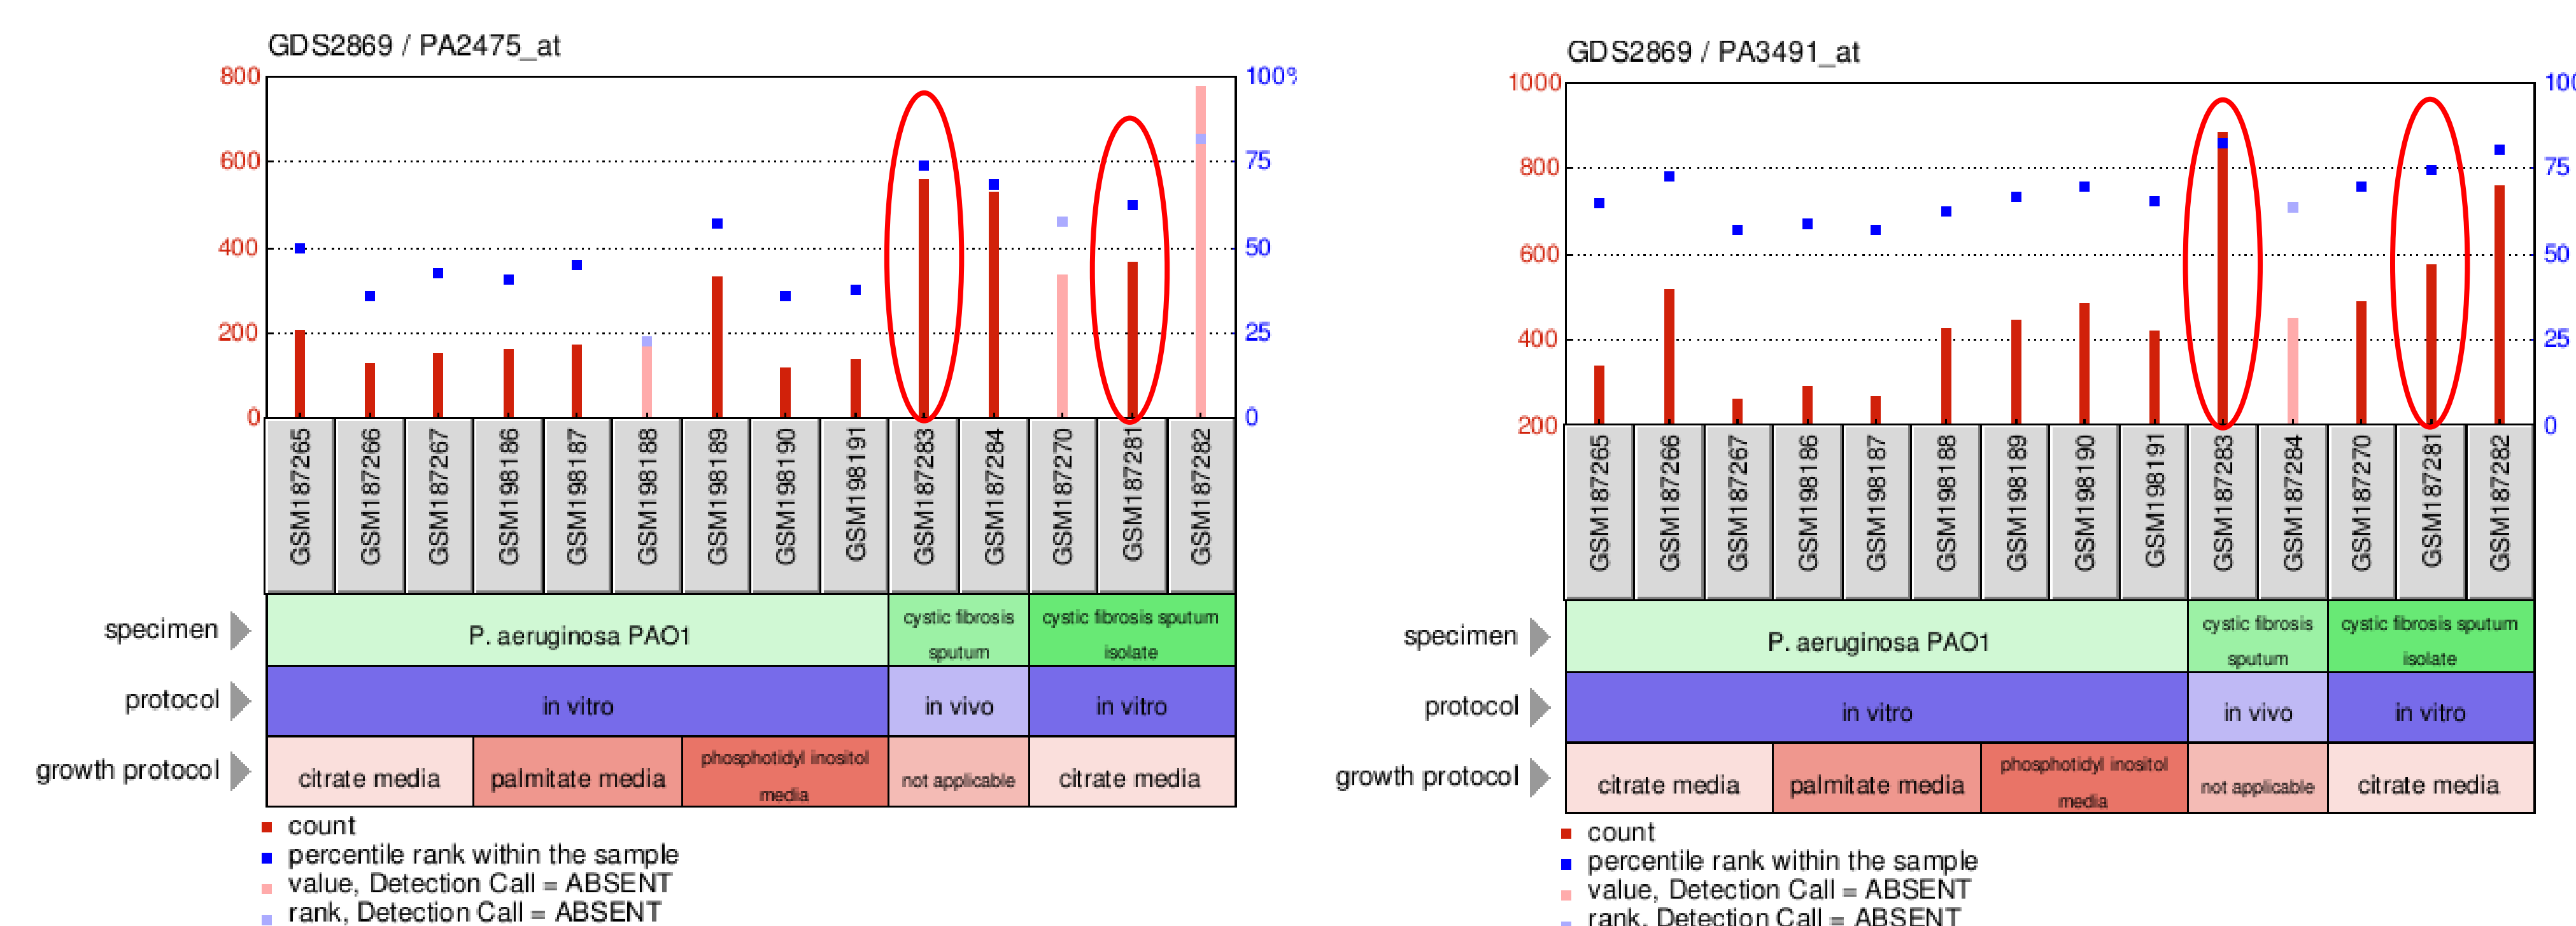 GDS2869 / PA2475_at
800
600
400
200
0
100%
75
50
25
0
GSM187265
GSM187266
GSM187267
GSM198186
GSM198187
GSM198188
GSM198189
GSM198190
GSM198191
GSM187283
GSM187284
GSM187270
GSM187281
GSM187282
specimen
P. aeruginosa PAO1
cystic fibrosis
sputum
cystic fibrosis sputum
isolate
protocol
in vitro
in vivo
in vitro
growth protocol
citrate media
palmitate media
phosphotidyl inositol
media
not applicable
citrate media
count
percentile rank within the sample
value, Detection Call = ABSENT
rank, Detection Call = ABSENT
GDS2869 / PA3491_at
1000
800
600
400
200
100
75
50
25
0
GSM187265
GSM187266
GSM187267
GSM198186
GSM198187
GSM198188
GSM198189
GSM198190
GSM198191
GSM187283
GSM187284
GSM187270
GSM187281
GSM187282
specimen
P. aeruginosa PAO1
cystic fibrosis
sputum
cystic fibrosis sputum
isolate
protocol
in vitro
in vivo
in vitro
growth protocol
citrate media
palmitate media
phosphotidyl inositol
media
not applicable
citrate media
count
percentile rank within the sample
value, Detection Call = ABSENT
rank, Detection Call = ABSENT